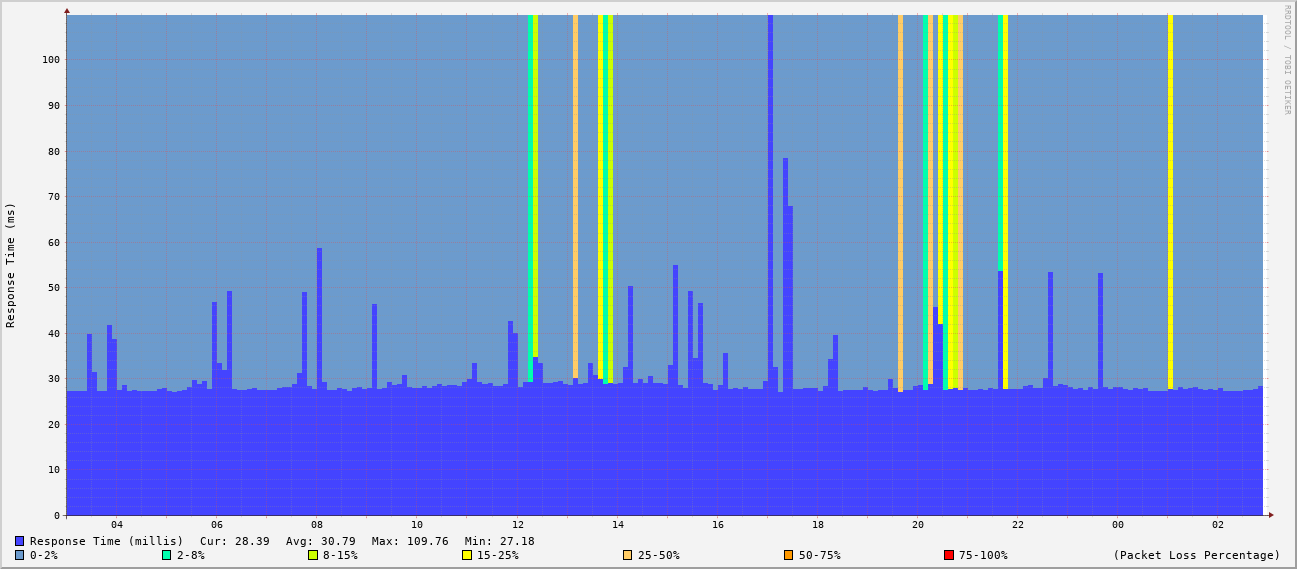 RRDTOOL / TOBI OETIKER
Response Time (ms)
100
90
80
70
60
50
40
30
20
10
0
04 06 08 10 12 14 16 18 20 22 00 02
Response Time (millis) Cur: 28.39 Avg: 30.79 Max: 109.76 Min: 27.18
0-2% 2-8% 8-15% 15-25% 25-50% 50-75% 75-100% (Packet Loss Percentage)